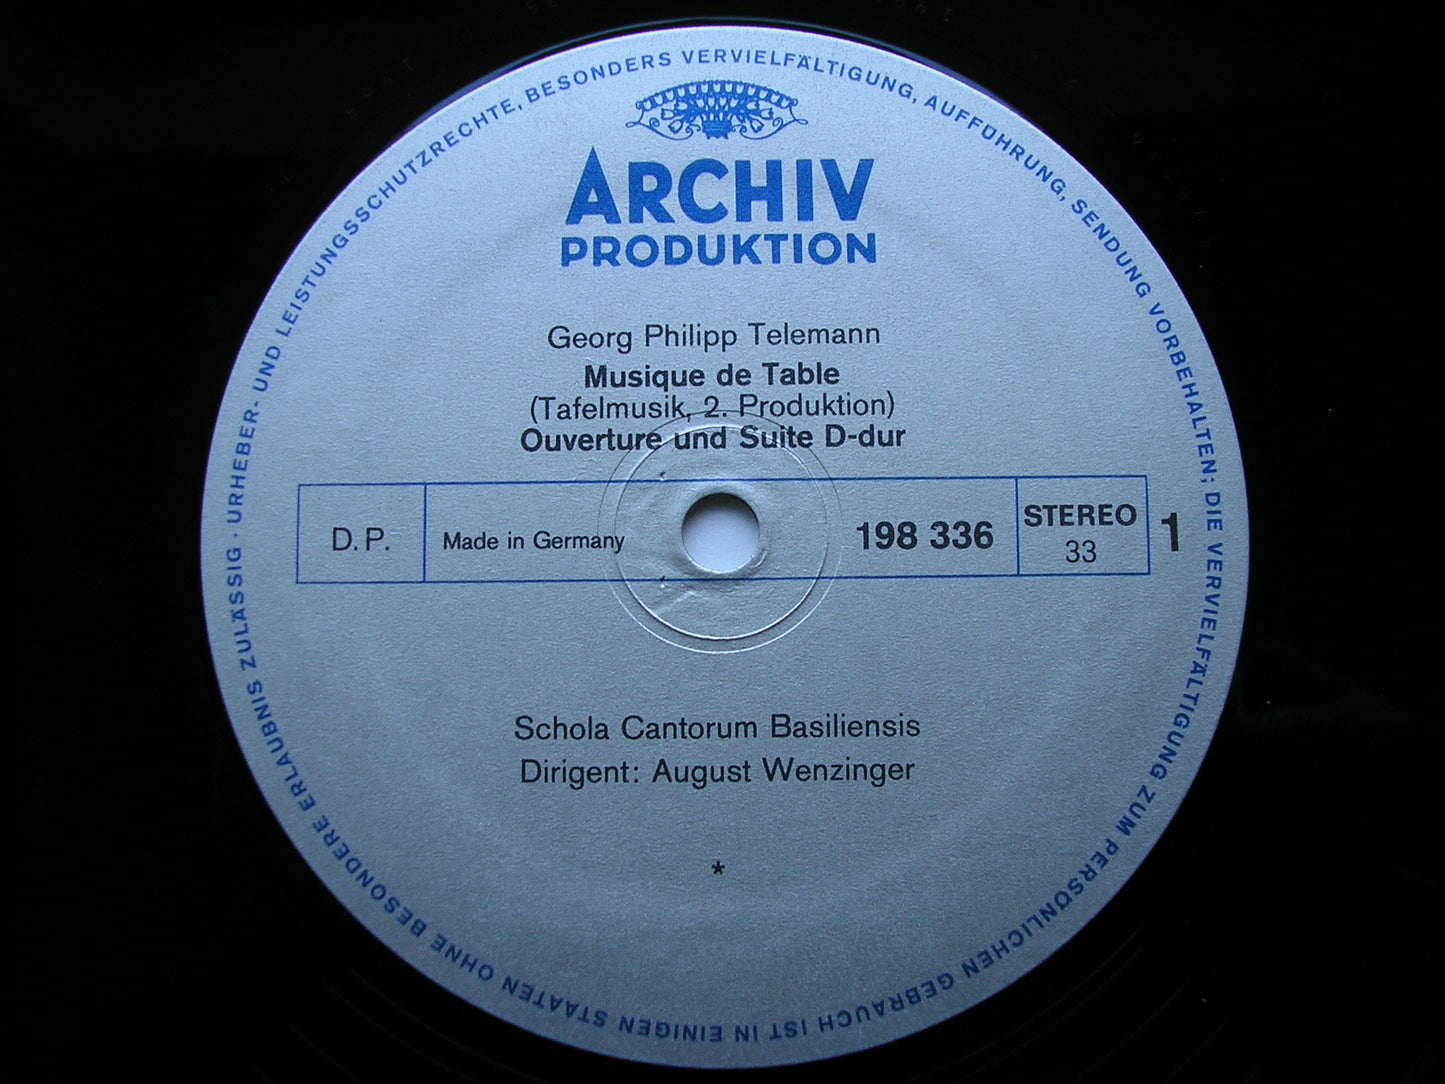 URHEBER- UND LEISTUNGSSCHUTZRECHTE, BESONDERS VERVIELFÄLTIGUNG, AUFFÜHRUNG, SENDUNG VORBEHALTEN; DIE VERVIELFÄLTIGUNG ZUM PERSÖNLICHEN GEBRAUCH IST IN EINIGEN STAATEN OHNE BESONDERE ERLAUBNIS ZULÄSSIG ·
ARCHIV
PRODUKTION
Georg Philipp Telemann
Musique de Table
(Tafelmusik, 2. Produktion)
Ouverture und Suite D-dur
D. P.
Made in Germany
198 336
STEREO
33
1
Schola Cantorum Basiliensis
Dirigent: August Wenzinger
*